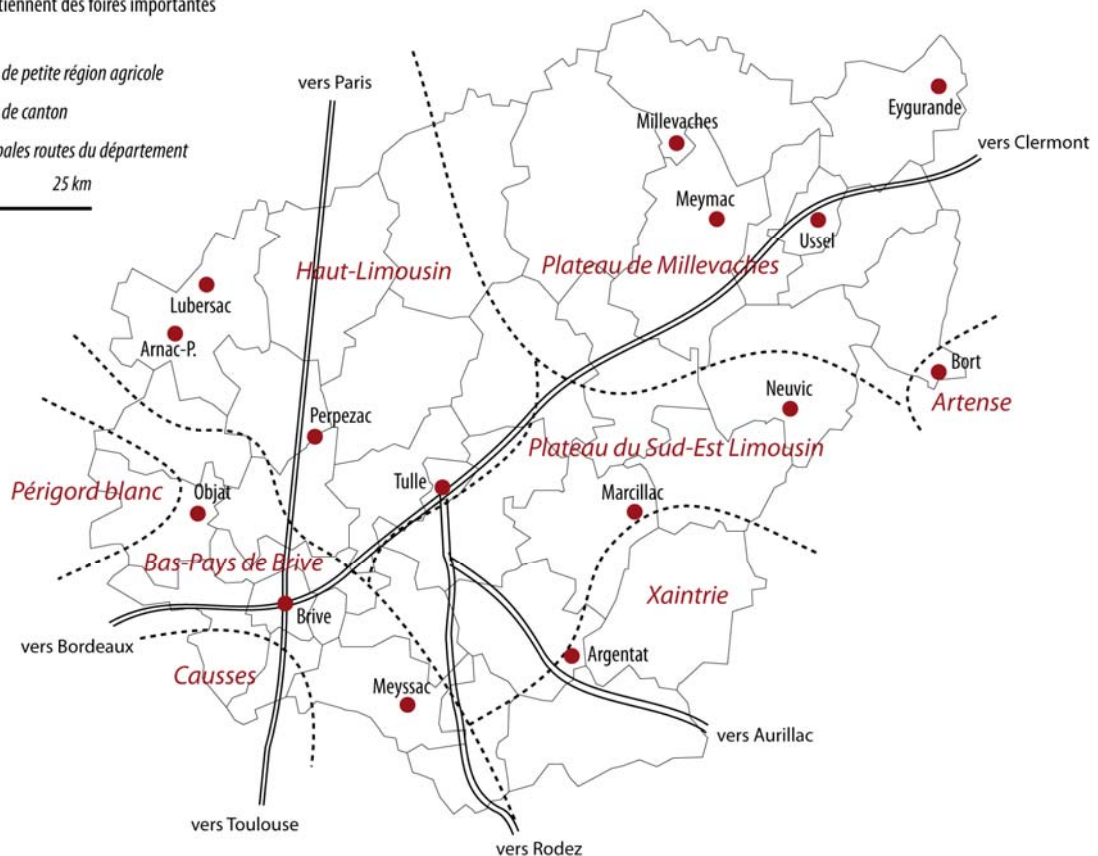 tiennent des foires importantes
de petite région agricole
de canton
pales routes du département
25 km
vers Paris
Eygurande
Millevaches
vers Clermont
Meymac
Ussel
Haut-Limousin
Plateau de Millevaches
Lubersac
Arnac-P.
Bort
Neuvic
Artense
Perpezac
Plateau du Sud-Est Limousin
Tulle
Périgord blanc
Objat
Marcillac
Bas-Pays de Brive
Xaintrie
Brive
vers Bordeaux
Argentat
Causses
Meyssac
vers Aurillac
vers Toulouse
vers Rodez